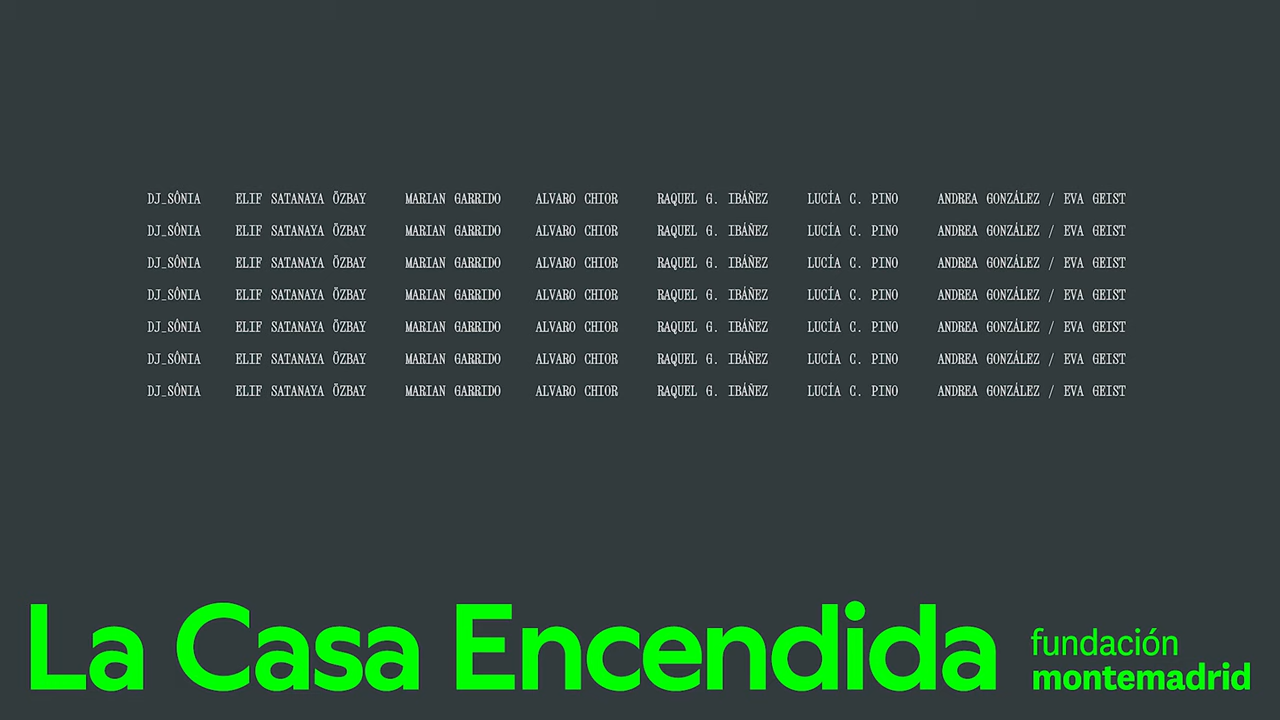 DJ_SÔNIA ELIF SATANAYA ÖZBAY MARIAN GARRIDO ALVARO CHIOR RAQUEL G. IBÁÑEZ LUCÍA C. PINO ANDREA GONZÁLEZ / EVA GEIST
DJ_SÔNIA ELIF SATANAYA ÖZBAY MARIAN GARRIDO ALVARO CHIOR RAQUEL G. IBÁÑEZ LUCÍA C. PINO ANDREA GONZÁLEZ / EVA GEIST
DJ_SÔNIA ELIF SATANAYA ÖZBAY MARIAN GARRIDO ALVARO CHIOR RAQUEL G. IBÁÑEZ LUCÍA C. PINO ANDREA GONZÁLEZ / EVA GEIST
DJ_SÔNIA ELIF SATANAYA ÖZBAY MARIAN GARRIDO ALVARO CHIOR RAQUEL G. IBÁÑEZ LUCÍA C. PINO ANDREA GONZÁLEZ / EVA GEIST
DJ_SÔNIA ELIF SATANAYA ÖZBAY MARIAN GARRIDO ALVARO CHIOR RAQUEL G. IBÁÑEZ LUCÍA C. PINO ANDREA GONZÁLEZ / EVA GEIST
DJ_SÔNIA ELIF SATANAYA ÖZBAY MARIAN GARRIDO ALVARO CHIOR RAQUEL G. IBÁÑEZ LUCÍA C. PINO ANDREA GONZÁLEZ / EVA GEIST
DJ_SÔNIA ELIF SATANAYA ÖZBAY MARIAN GARRIDO ALVARO CHIOR RAQUEL G. IBÁÑEZ LUCÍA C. PINO ANDREA GONZÁLEZ / EVA GEIST
La Casa Encendida
fundación
montemadrid